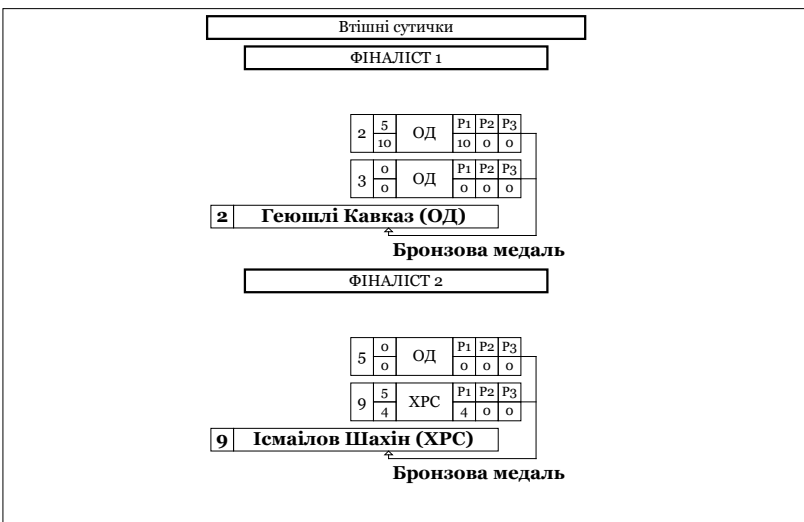 Втішні сутички
ФІНАЛІСТ 1
2 5 ОД P1 P2 P3
10 10 0 0
3 0 ОД P1 P2 P3
0 0 0 0
2 Геюшлі Кавказ (ОД)
Бронзова медаль
ФІНАЛІСТ 2
5 0 ОД P1 P2 P3
0 0 0 0
9 5 ХРС P1 P2 P3
4 4 0 0
9 Ісмаілов Шахін (ХРС)
Бронзова медаль